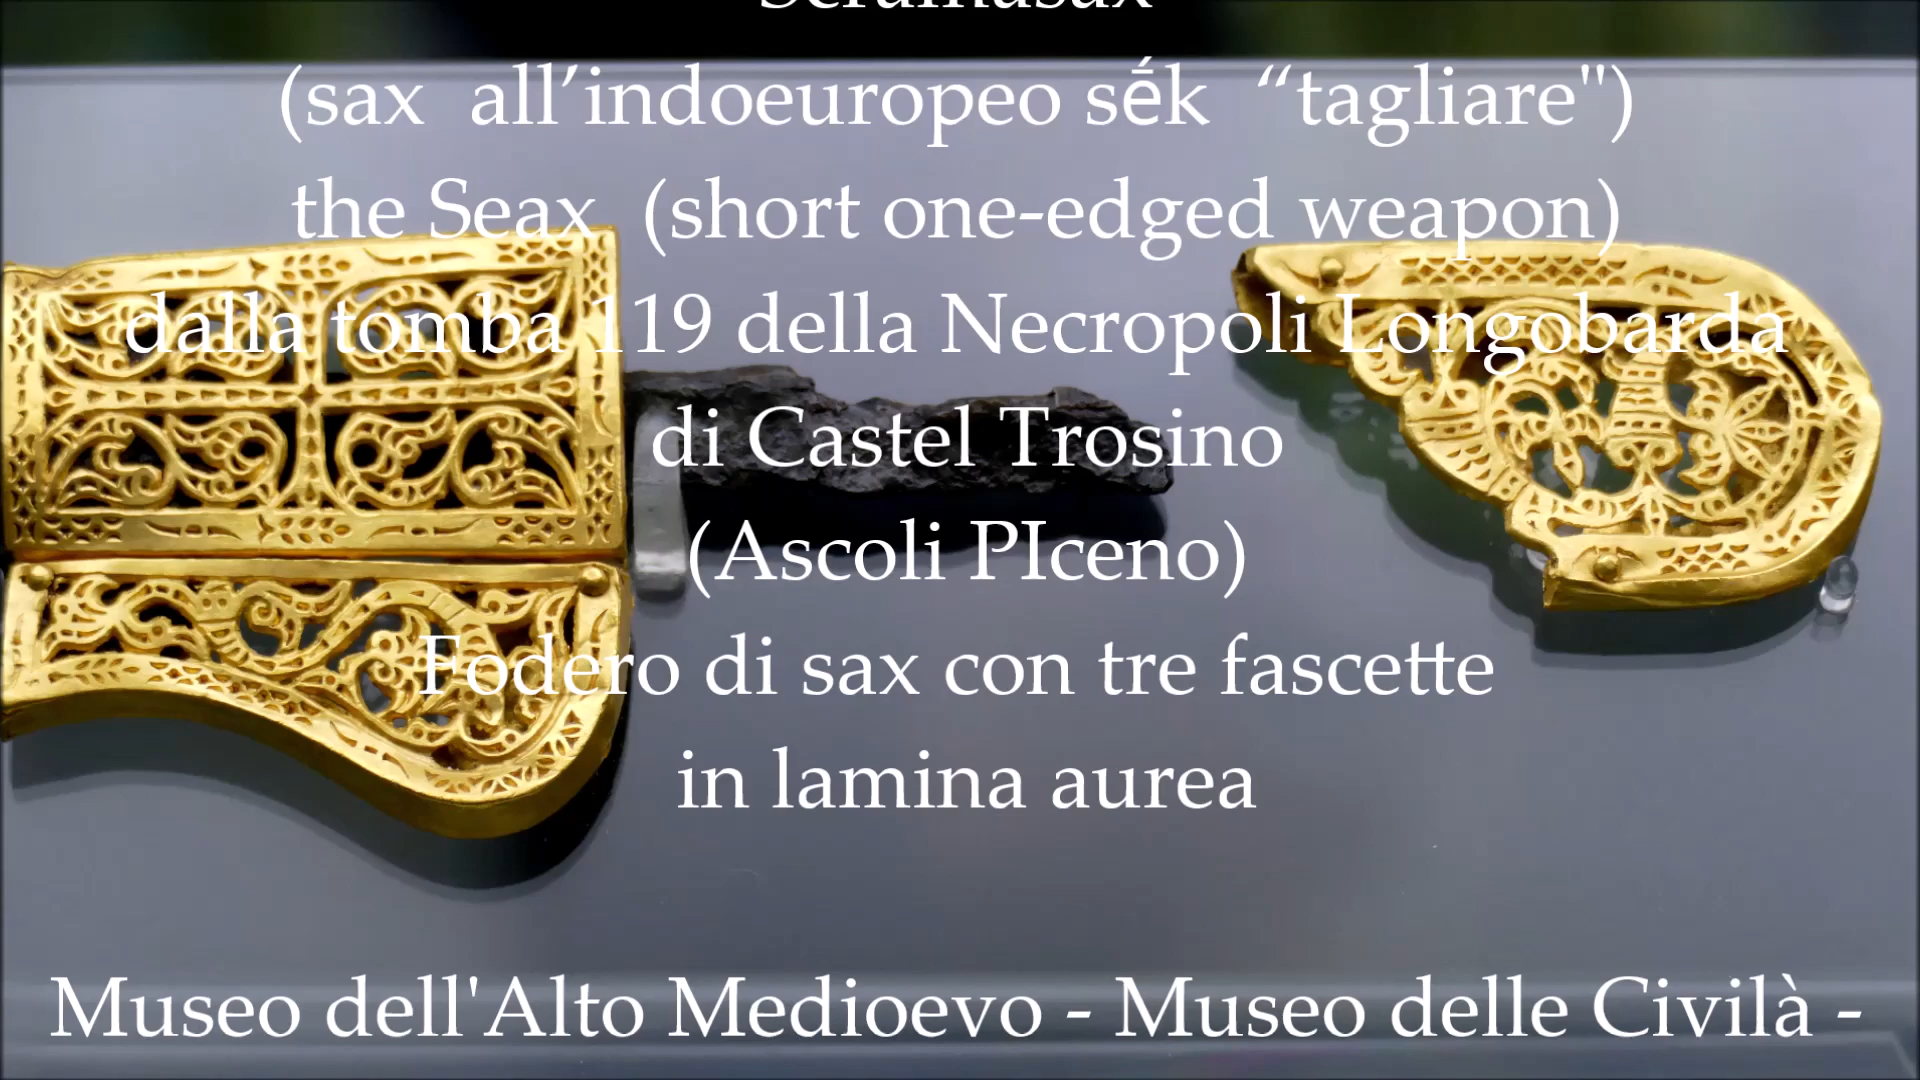 Scramasax
(sax all’indoeuropeo sḗk “tagliare")
the Seax (short one-edged weapon)
dalla tomba 119 della Necropoli Longobarda
di Castel Trosino
(Ascoli PIceno)
Fodero di sax con tre fascette
in lamina aurea
Museo dell'Alto Medioevo - Museo delle Civilà -